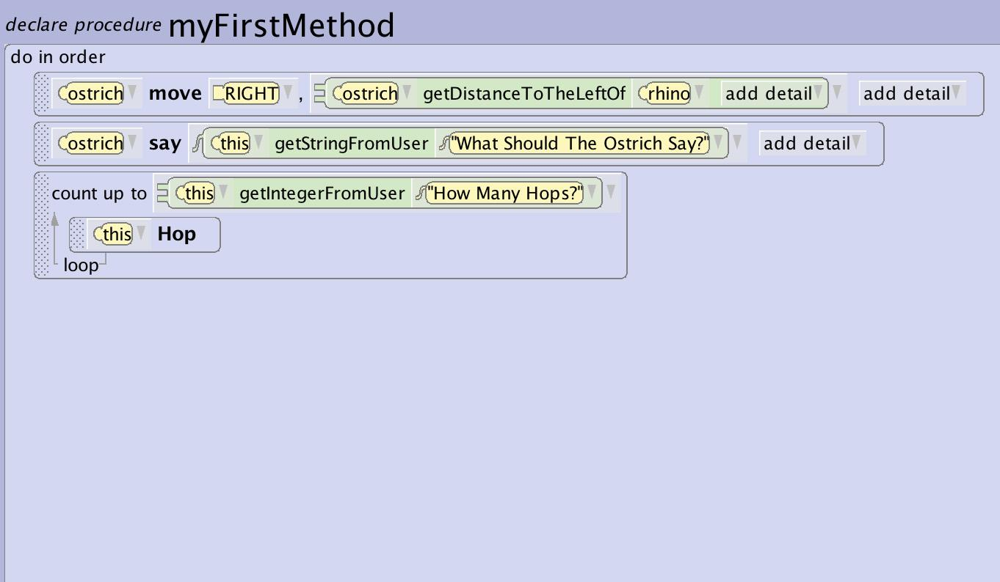 declare procedure myFirstMethod
do in order
ostrich move RIGHT , ostrich getDistanceToTheLeftOf rhino add detail add detail
ostrich say this getStringFromUser "What Should The Ostrich Say?" add detail
count up to this getIntegerFromUser "How Many Hops?"
this Hop
loop